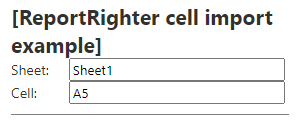 [ReportRighter cell import
example]
Sheet: Sheet1
Cell: A5